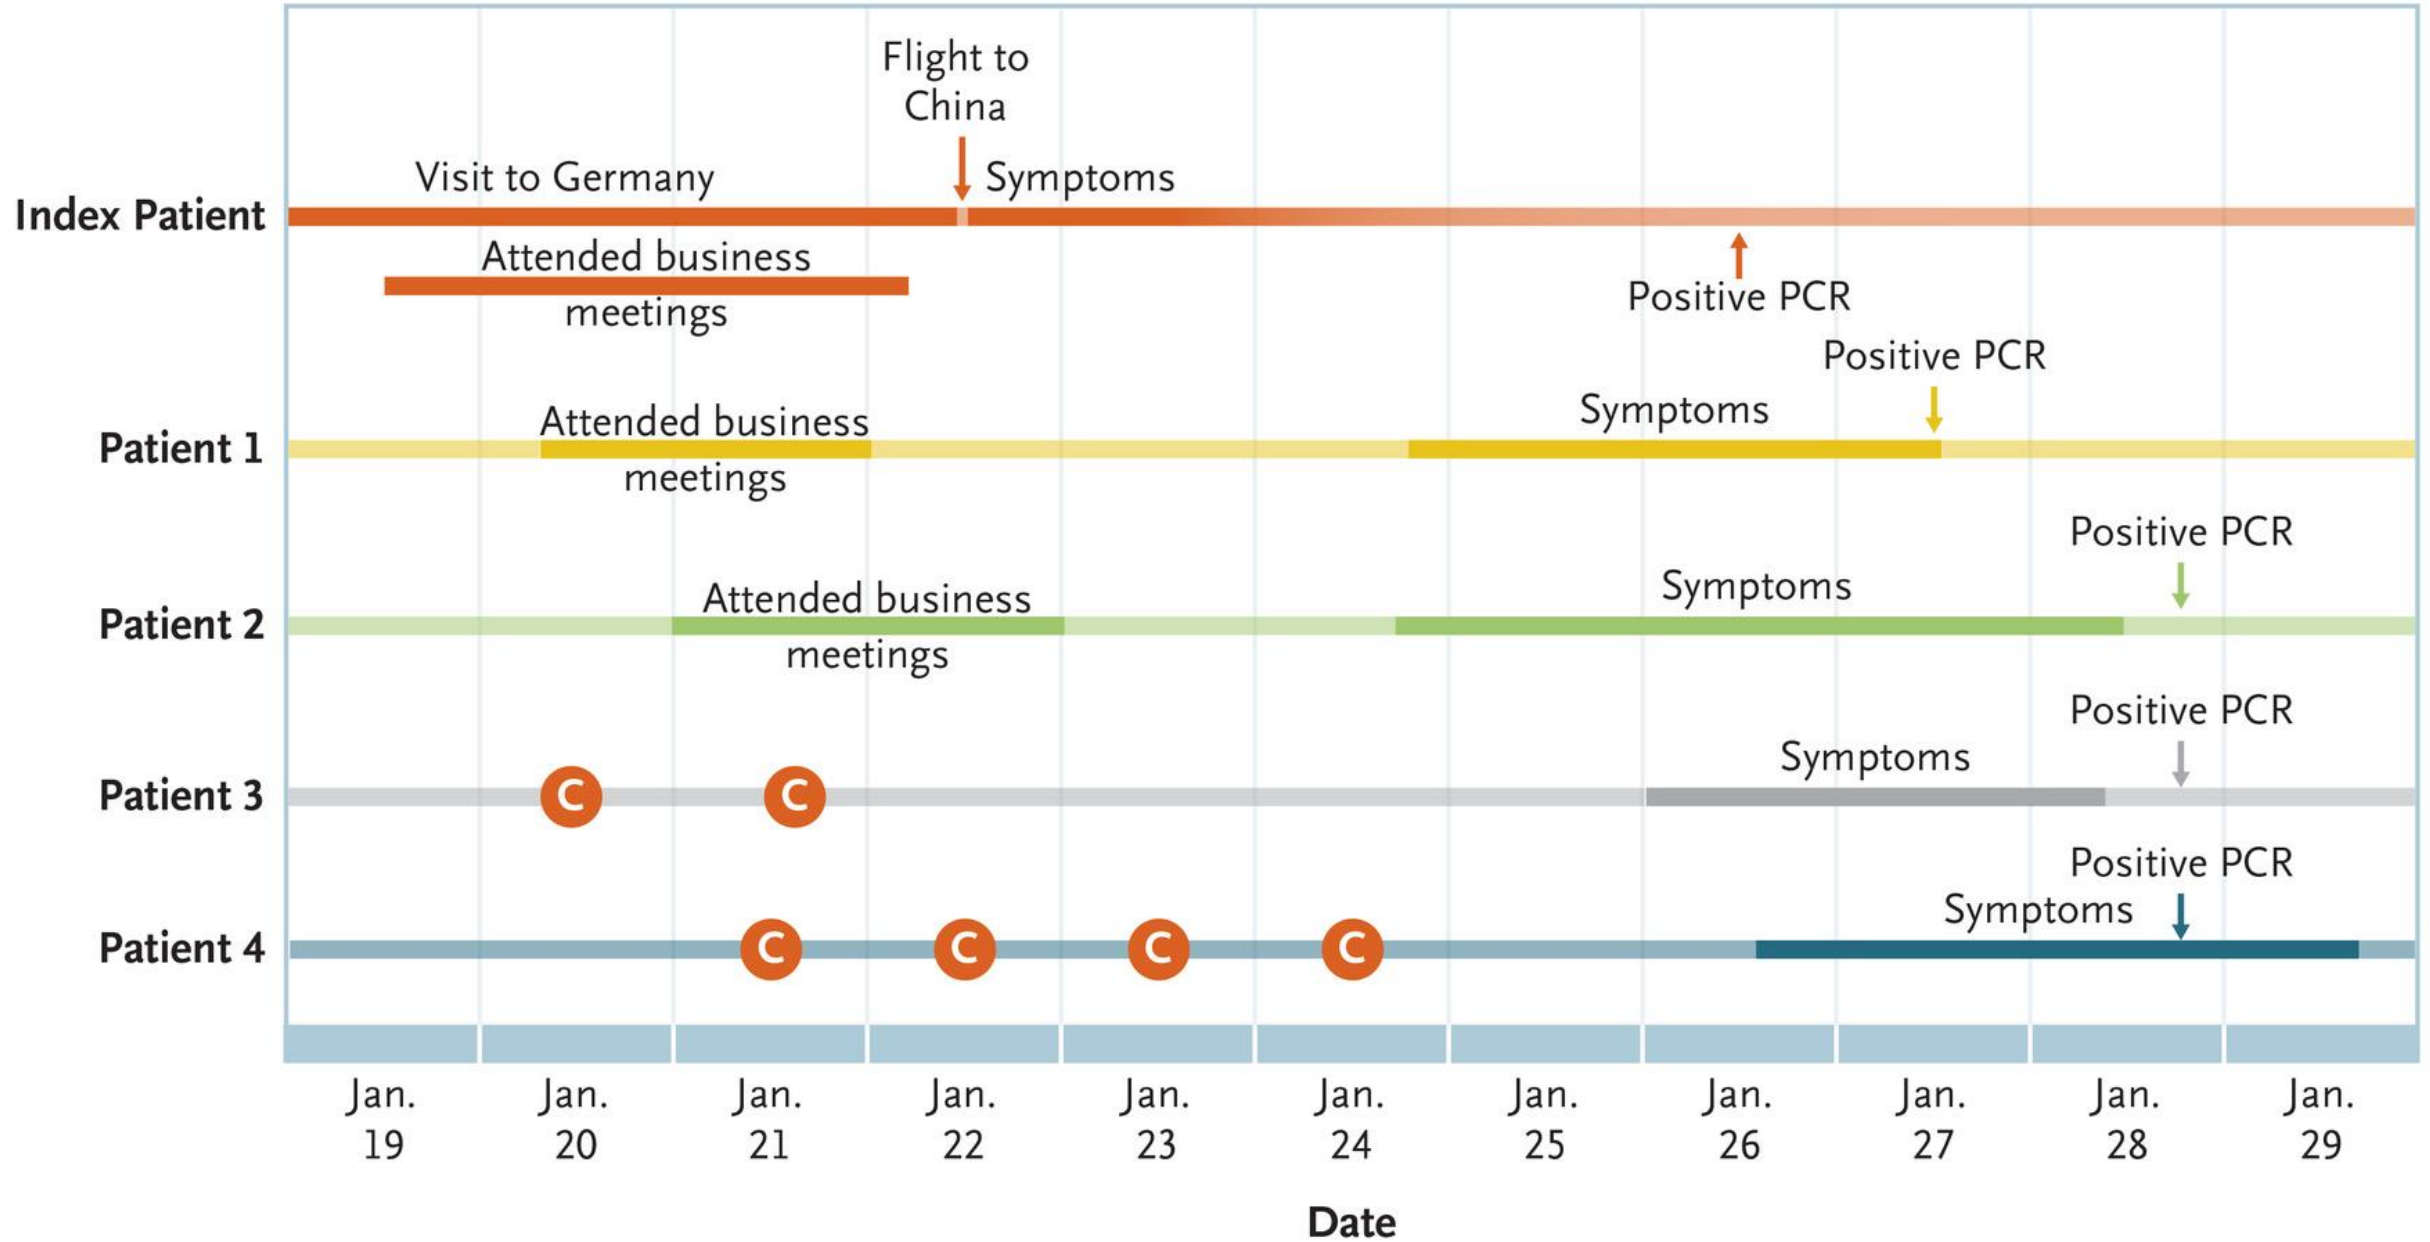 Flight to
China
Visit to Germany
Symptoms
Index Patient
Attended business
meetings
Positive PCR
Positive PCR
Symptoms
Attended business
Patient 1
meetings
Positive PCR
Symptoms
Attended business
Patient 2
meetings
Positive PCR
Symptoms
Patient 3
C
C
Positive PCR
Symptoms
Patient 4
C
C
C
C
Jan. Jan. Jan. Jan. Jan. Jan. Jan. Jan. Jan. Jan. Jan.
19 20 21 22 23 24 25 26 27 28 29
Date